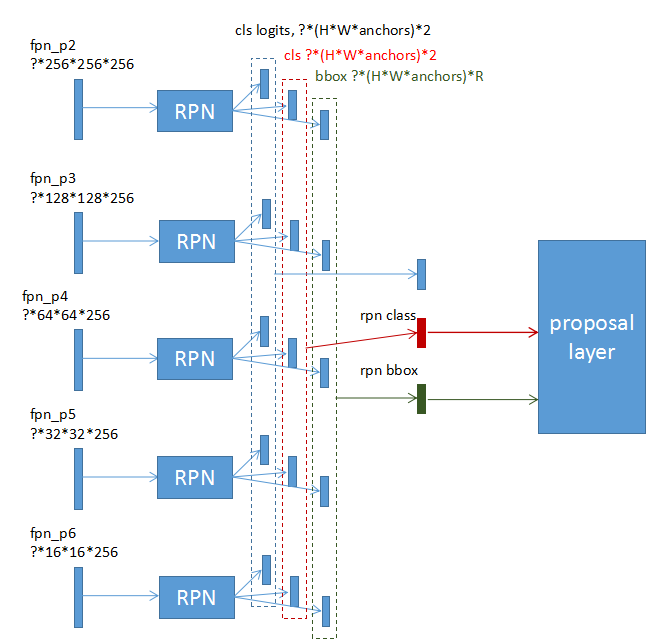 cls logits, ?*(H*W*anchors)*2
cls ?*(H*W*anchors)*2
bbox ?*(H*W*anchors)*R
fpn_p2
?*256*256*256
RPN
fpn_p3
?*128*128*256
RPN
fpn_p4
?*64*64*256
RPN
rpn class
rpn bbox
proposal
layer
fpn_p5
?*32*32*256
RPN
fpn_p6
?*16*16*256
RPN